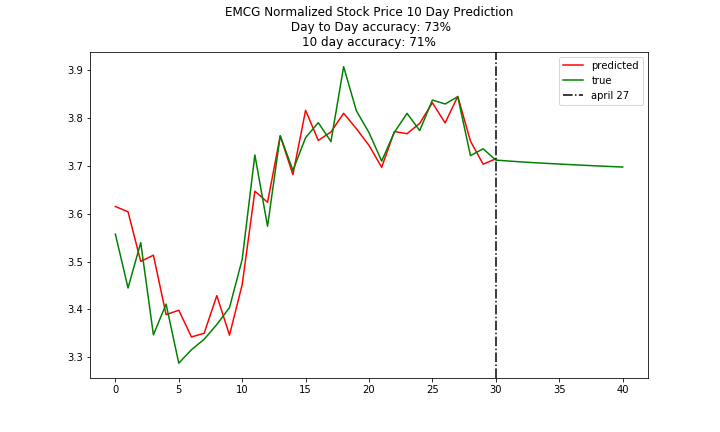 EMCG Normalized Stock Price 10 Day Prediction
Day to Day accuracy: 73%
10 day accuracy: 71%
predicted
true
april 27
3.9
3.8
3.7
3.6
3.5
3.4
3.3
0 5 10 15 20 25 30 35 40